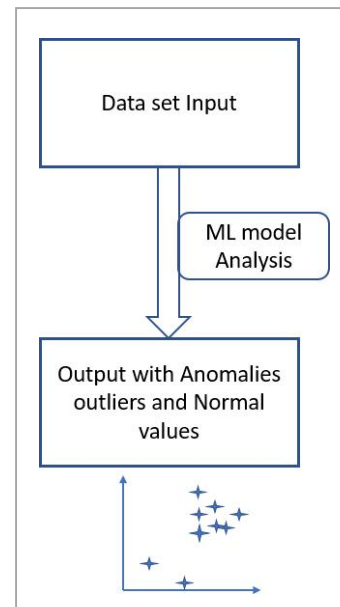 Data set Input
ML model
Analysis
Output with Anomalies
outliers and Normal
values